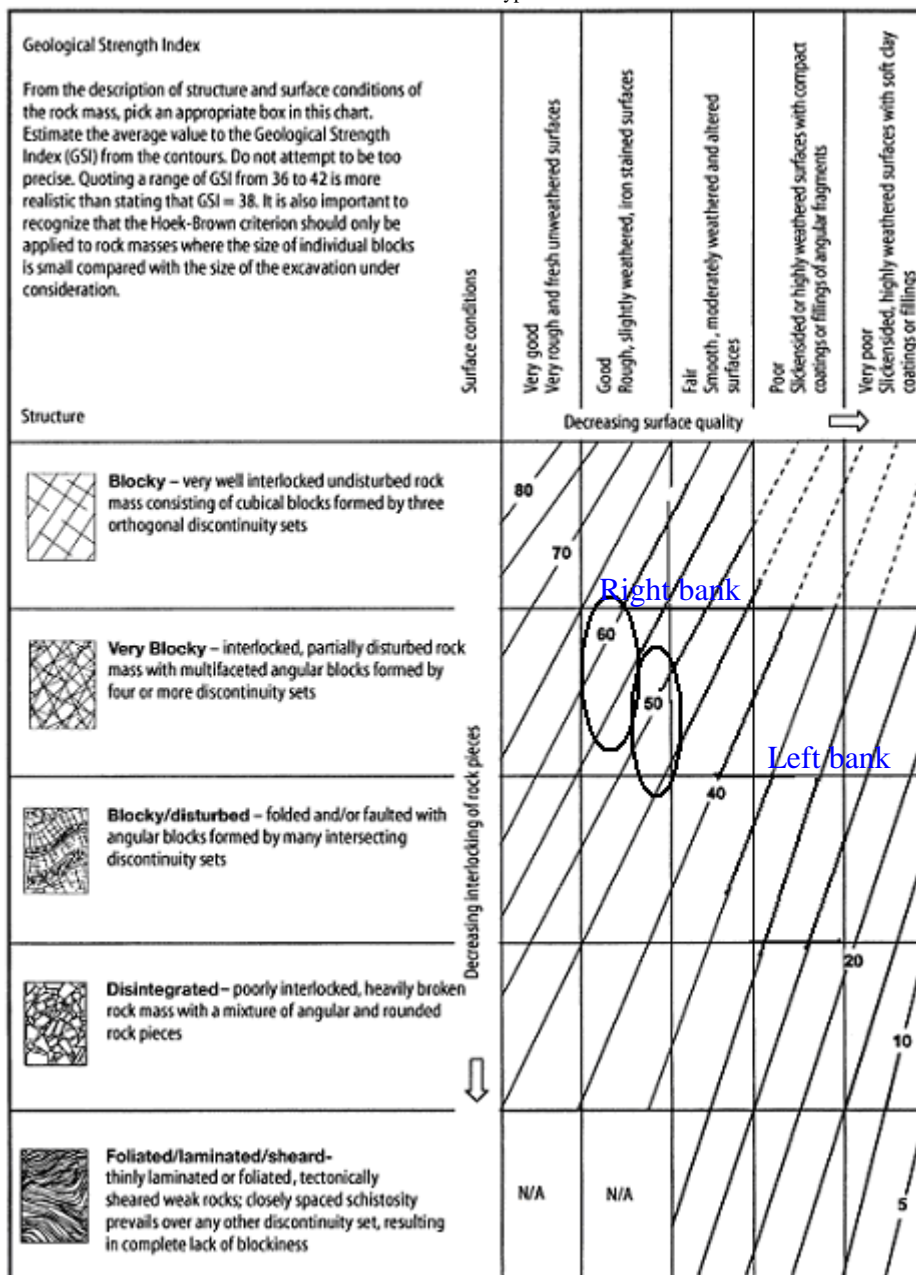 Geological Strength Index
From the description of structure and surface conditions of
the rock mass, pick an appropriate box in this chart.
Estimate the average value to the Geological Strength
Index (GSI) from the contours. Do not attempt to be too
precise. Quoting a range of GSI from 36 to 42 is more
realistic than stating that GSI = 38. It is also important to
recognize that the Hoek-Brown criterion should only be
applied to rock masses where the size of individual blocks
is small compared with the size of the excavation under
consideration.
Structure
Surface conditions
Very good
Very rough and fresh unweathered surfaces
Good
Rough, slightly weathered, iron stained surfaces
Fair
Smooth, moderately weathered and altered
surfaces
Poor
Slickensided or highly weathered surfaces with compact
coatings or fillings of angular fragments
Very poor
Slickensided, highly weathered surfaces with soft clay
coatings or fillings
Decreasing surface quality
Blocky – very well interlocked undisturbed rock
mass consisting of cubical blocks formed by three
orthogonal discontinuity sets
Very Blocky – interlocked, partially disturbed rock
mass with multifaceted angular blocks formed by
four or more discontinuity sets
Blocky/disturbed – folded and/or faulted with
angular blocks formed by many intersecting
discontinuity sets
Disintegrated – poorly interlocked, heavily broken
rock mass with a mixture of angular and rounded
rock pieces
Foliated/laminated/sheard-
thinly laminated or foliated, tectonically
sheared weak rocks; closely spaced schistosity
prevails over any other discontinuity set, resulting
in complete lack of blockiness
Decreasing interlocking of rock pieces
80
70
Right bank
60
50
Left bank
40
20
10
N/A
N/A
5